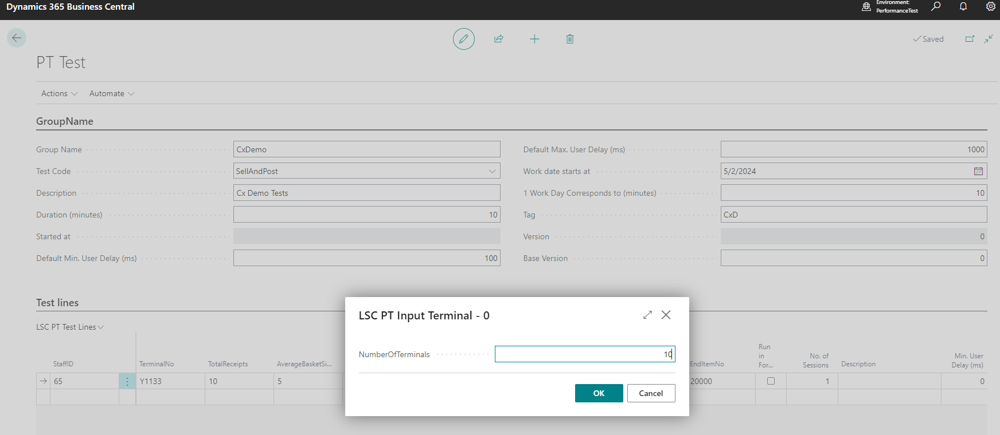 Dynamics 365 Business Central
Environment:
PerformanceTest
Saved
PT Test
Actions Automate
GroupName
Group Name CxDemo
Default Max. User Delay (ms) 1000
Test Code SellAndPost
Work date starts at 5/2/2024
Description Cx Demo Tests
1 Work Day Corresponds to (minutes) 10
Duration (minutes) 10
Tag CxD
Started at
Version 0
Default Min. User Delay (ms) 100
Base Version 0
Test lines
LSC PT Input Terminal - 0
LSC PT Test Lines
NumberOfTerminals 10
StaffID TerminalNo TotalReceipts AverageBasketSi... EndItemNo Run in For... No. of Sessions Description Min. User Delay (ms)
65 Y1133 10 5 20000 1 0
OK Cancel